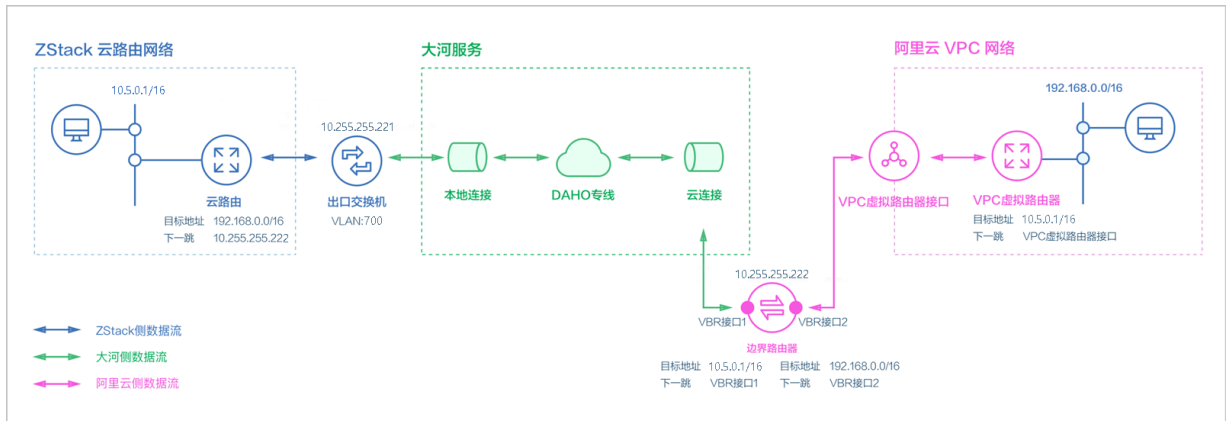 ZStack 云路由网络
10.5.0.1/16
云路由
目标地址 192.168.0.0/16
下一跳 10.255.255.222
10.255.255.221
出口交换机
VLAN:700
大河服务
本地连接
DAHO专线
云连接
阿里云 VPC 网络
192.168.0.0/16
VPC虚拟路由器接口
VPC虚拟路由器
目标地址 10.5.0.1/16
下一跳 VPC虚拟路由器接口
10.255.255.222
VBR接口1
VBR接口2
边界路由器
目标地址 10.5.0.1/16 目标地址 192.168.0.0/16
下一跳 VBR接口1 下一跳 VBR接口2
ZStack侧数据流
大河侧数据流
阿里云侧数据流